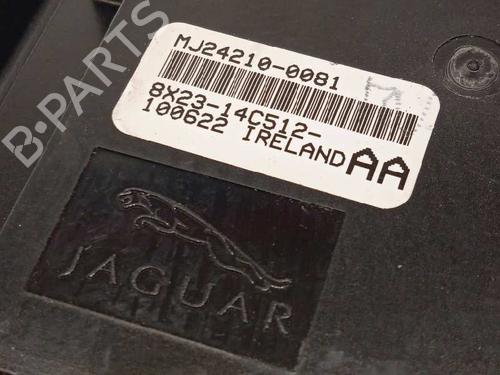 B-PARTS
MJ24210-0081
8X23-14C512-
100622 IRELAND AA
JAGUAR